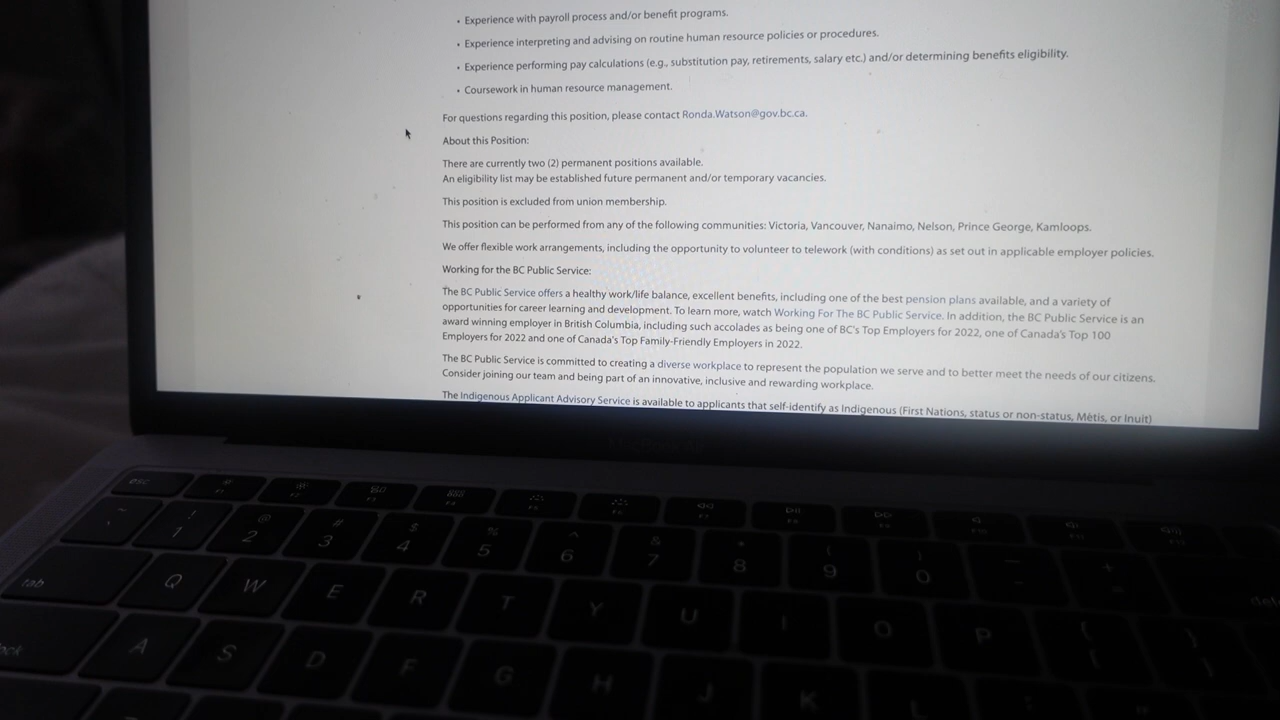 • Experience with payroll process and/or benefit programs.
• Experience interpreting and advising on routine human resource policies or procedures.
• Experience performing pay calculations (e.g., substitution pay, retirements, salary etc.) and/or determining benefits eligibility.
• Coursework in human resource management.
For questions regarding this position, please contact Ronda.Watson@gov.bc.ca.
About this Position:
There are currently two (2) permanent positions available.
An eligibility list may be established future permanent and/or temporary vacancies.
This position is excluded from union membership.
This position can be performed from any of the following communities: Victoria, Vancouver, Nanaimo, Nelson, Prince George, Kamloops.
We offer flexible work arrangements, including the opportunity to volunteer to telework (with conditions) as set out in applicable employer policies.
Working for the BC Public Service:
The BC Public Service offers a healthy work/life balance, excellent benefits, including one of the best pension plans available, and a variety of
opportunities for career learning and development. To learn more, watch Working For The BC Public Service. In addition, the BC Public Service is an
award winning employer in British Columbia, including such accolades as being one of BC's Top Employers for 2022, one of Canada's Top 100
Employers for 2022 and one of Canada's Top Family-Friendly Employers in 2022.
The BC Public Service is committed to creating a diverse workplace to represent the population we serve and to better meet the needs of our citizens.
Consider joining our team and being part of an innovative, inclusive and rewarding workplace.
The Indigenous Applicant Advisory Service is available to applicants that self-identify as Indigenous (First Nations, status or non-status, Métis, or Inuit)
esc
~ ! @ # $ % ^ & * ( ) — +
1 2 3 4 5 6 7 8 9 0 -
tab Q W E R T Y U I O P { }
A S D F G H J K L